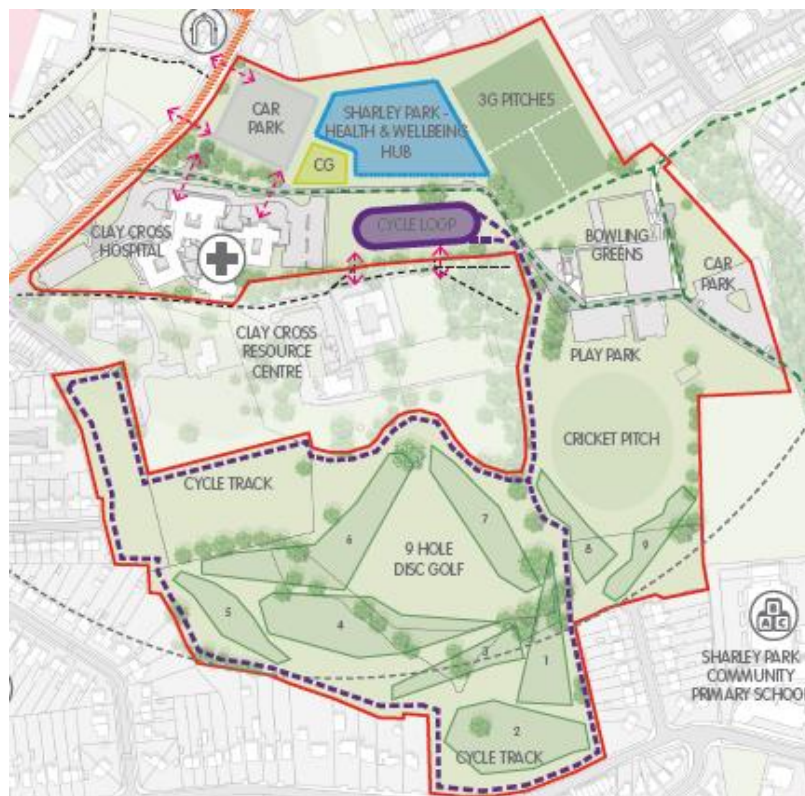 CAR
PARK
SHARLEY PARK -
HEALTH & WELLBEING
HUB
3G PITCHES
CG
CLAY CROSS
HOSPITAL
CYCLE LOOP
BOWLING
GREENS
CAR
PARK
CLAY CROSS
RESOURCE
CENTRE
PLAY PARK
CRICKET PITCH
CYCLE TRACK
6
7
9 HOLE
DISC GOLF
8
9
5
4
3
1
2
CYCLE TRACK
B
A C
SHARLEY PARK
COMMUNITY
PRIMARY SCHOOL